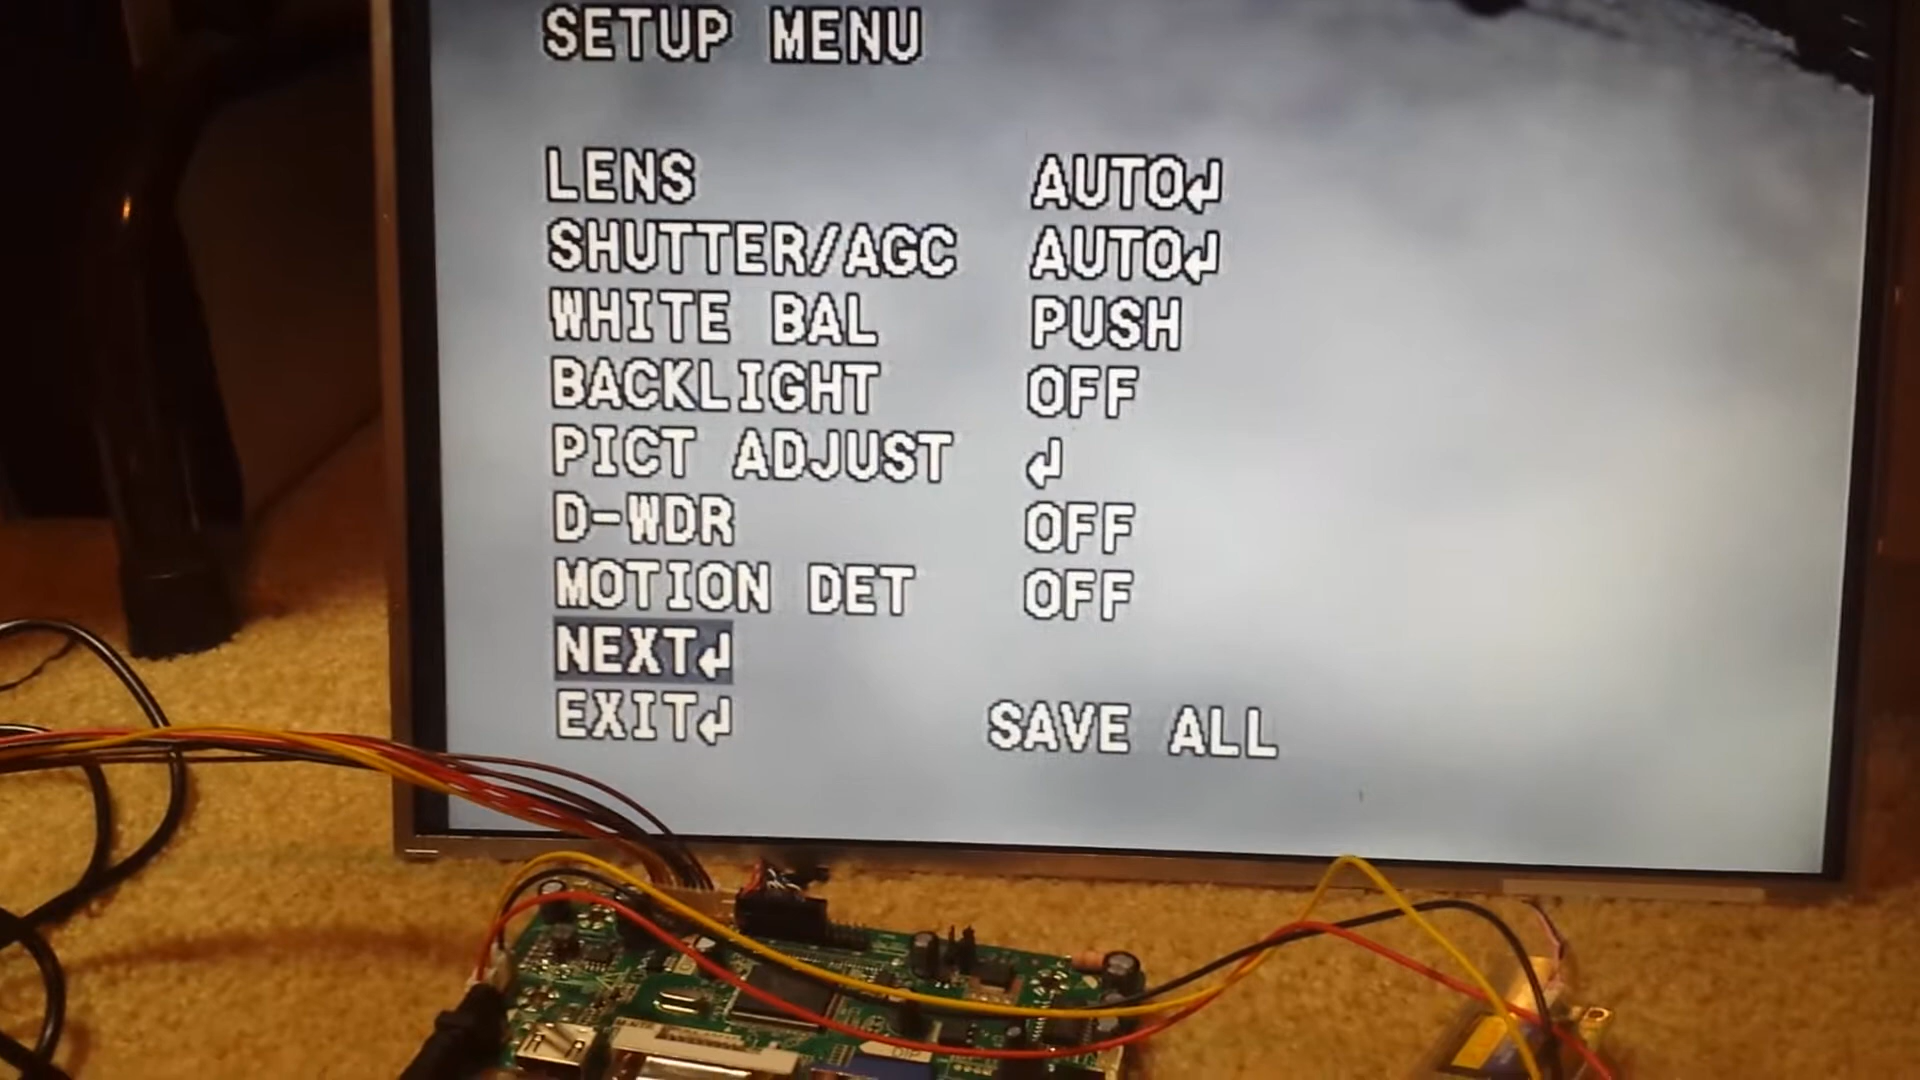 SETUP MENU
LENS AUTO↲
SHUTTER/AGC AUTO↲
WHITE BAL PUSH
BACKLIGHT OFF
PICT ADJUST ↲
D-WDR OFF
MOTION DET OFF
NEXT↲
EXIT↲ SAVE ALL